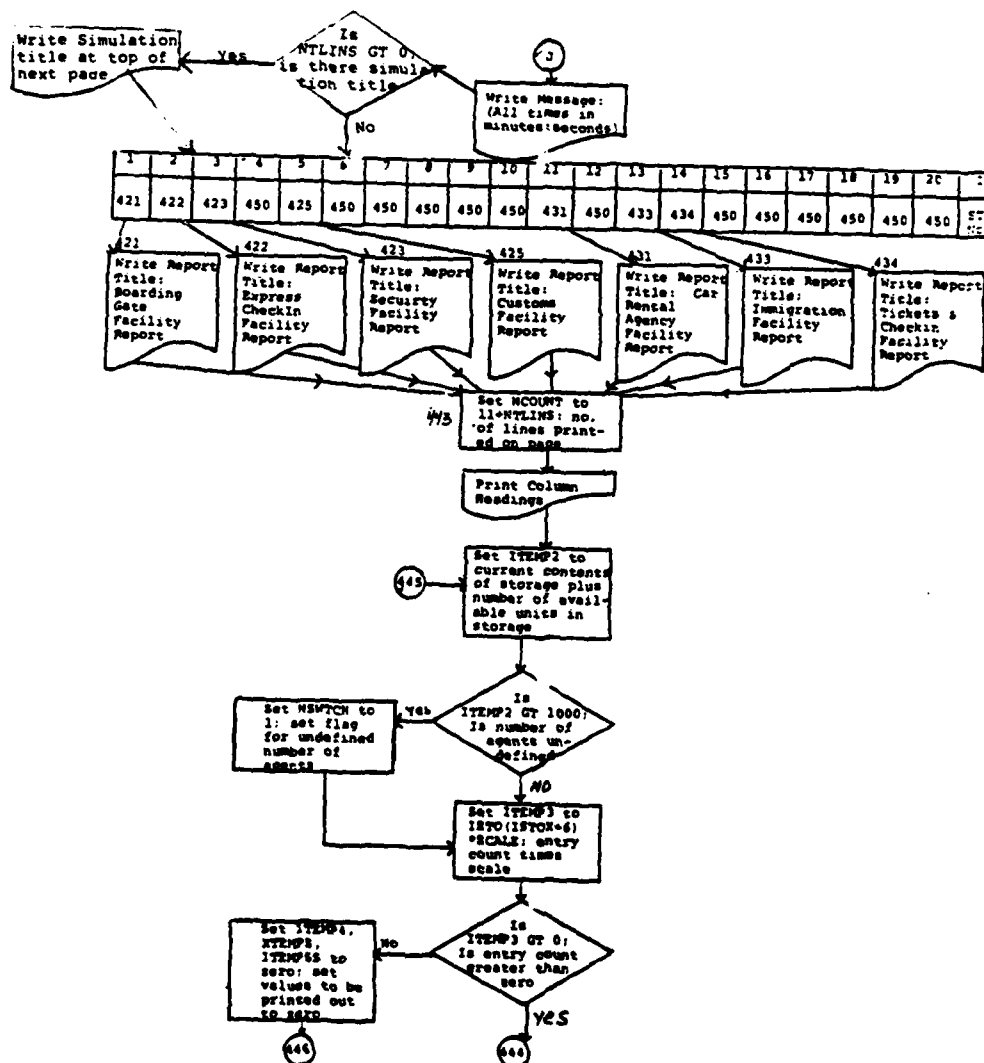 Write Simulation
title at top of
next page
Yes
Is
NTLINS GT 0;
is there simula
tion title
No
3
Write Message:
(All times in
minutes:seconds)
1 2 3 4 5 6 7 8 9 10 11 12 13 14 15 16 17 18 19 20
421 422 423 450 425 450 450 450 450 450 431 450 433 434 450 450 450 450 450 450
421
Write Report
Title:
Boarding
Gate
Facility
Report
422
Write Report
Title:
Express
CheckIn
Facility
Report
423
Write Report
Title:
Secuirty
Facility
Report
425
Write Report
Title:
Customs
Facility
Report
431
Write Report
Title: Car
Rental
Agency
Facility
Report
433
Write Report
Title:
Immigration
Facility
Report
434
Write Report
Title:
Tickets &
Checkin
Facility
Report
443
Set NCOUNT to
11+NTLINS: no.
of lines print-
ed on page
Print Column
Headings
445
Set ITEMP2 to
current contents
of storage plus
number of avail-
able units in
storage
Is
ITEMP2 GT 1000;
Is number of
agents un-
defined
Yes
Set NSWTCH to
1: set flag
for undefined
number of
agents
NO
Set ITEMP3 to
ISTO(ISTOX+6)
*SCALE: entry
count times
scale
Is
ITEMP3 GT 0;
Is entry count
greater than
zero
No
Set ITEMP4,
XTEMP5,
ITEMP65 to
zero: set
values to be
printed out
to zero
446
YES
444